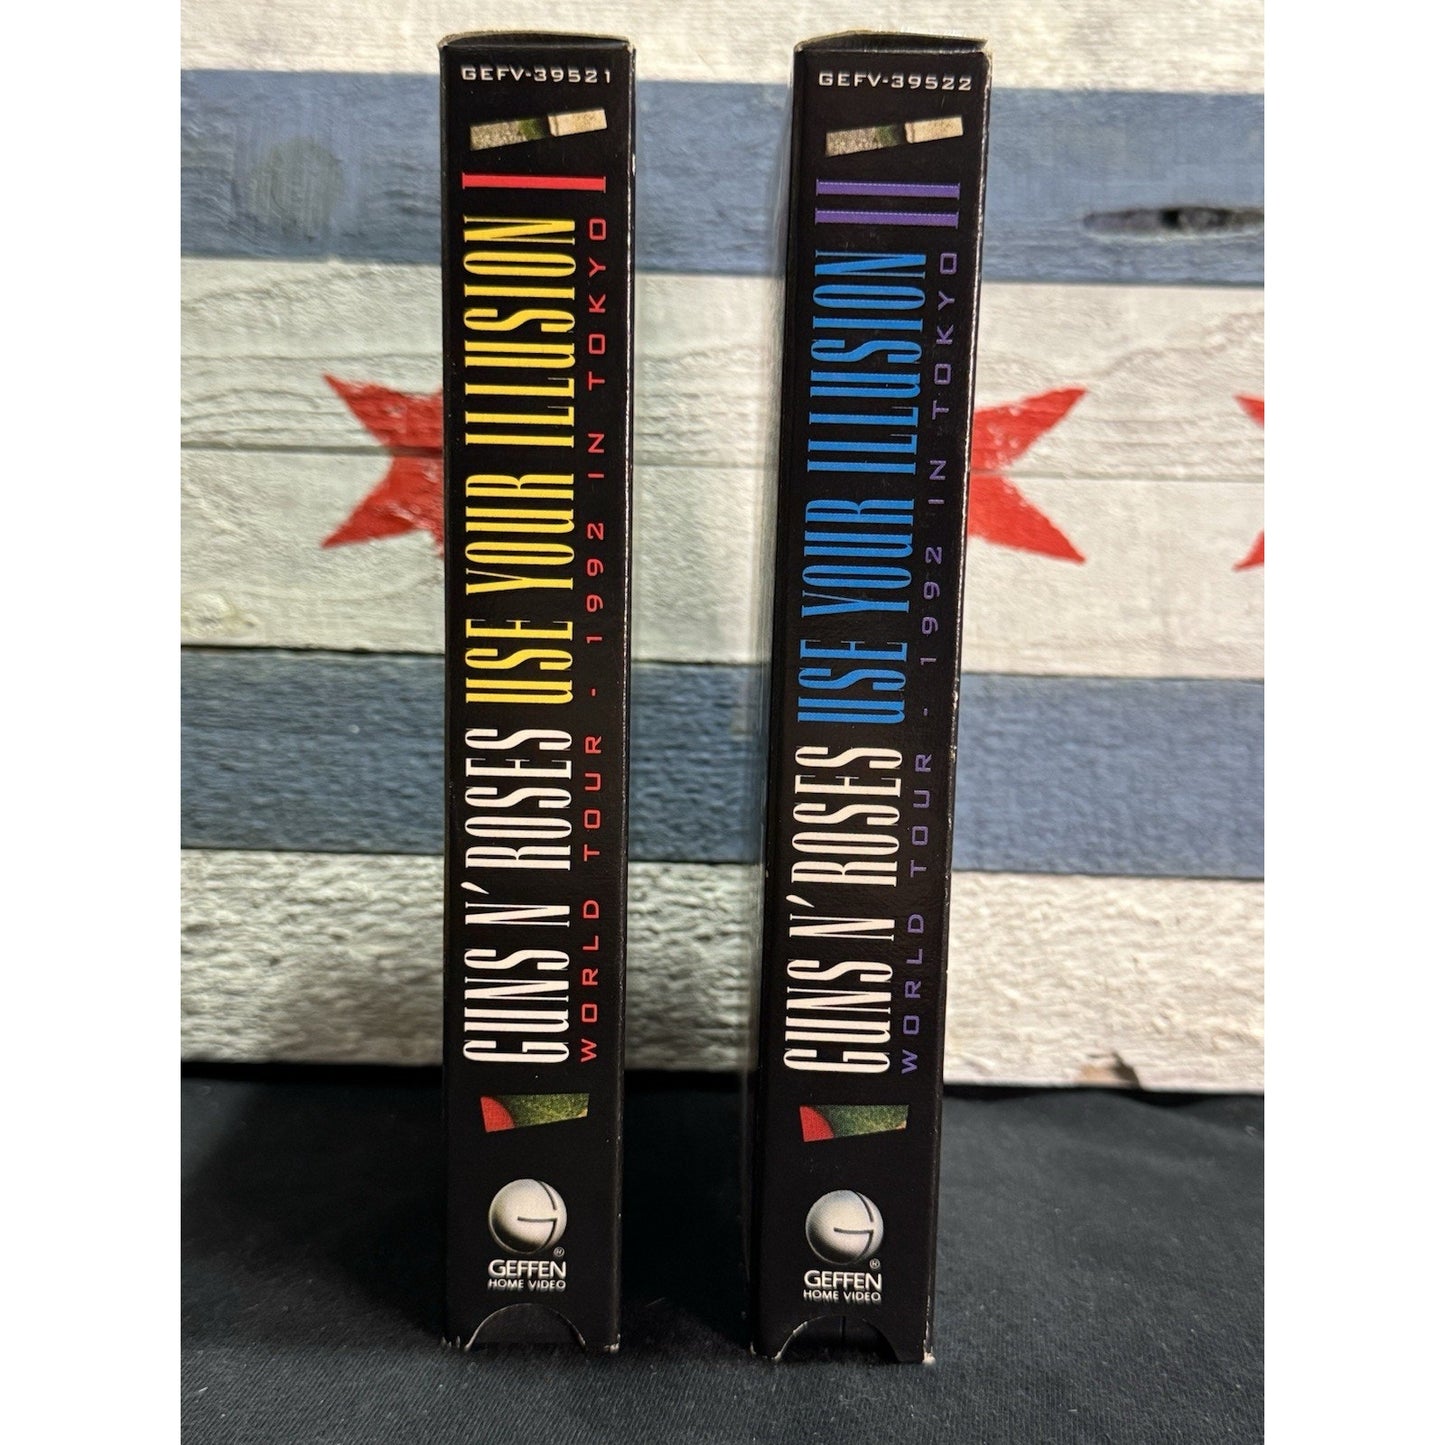 GEFV-39521
GUNS N' ROSES USE YOUR ILLUSION I
WORLD TOUR - 1992 IN TOKYO
G
®
GEFFEN
HOME VIDEO
GEFV-39522
GUNS N' ROSES USE YOUR ILLUSION II
WORLD TOUR - 1992 IN TOKYO
G
®
GEFFEN
HOME VIDEO